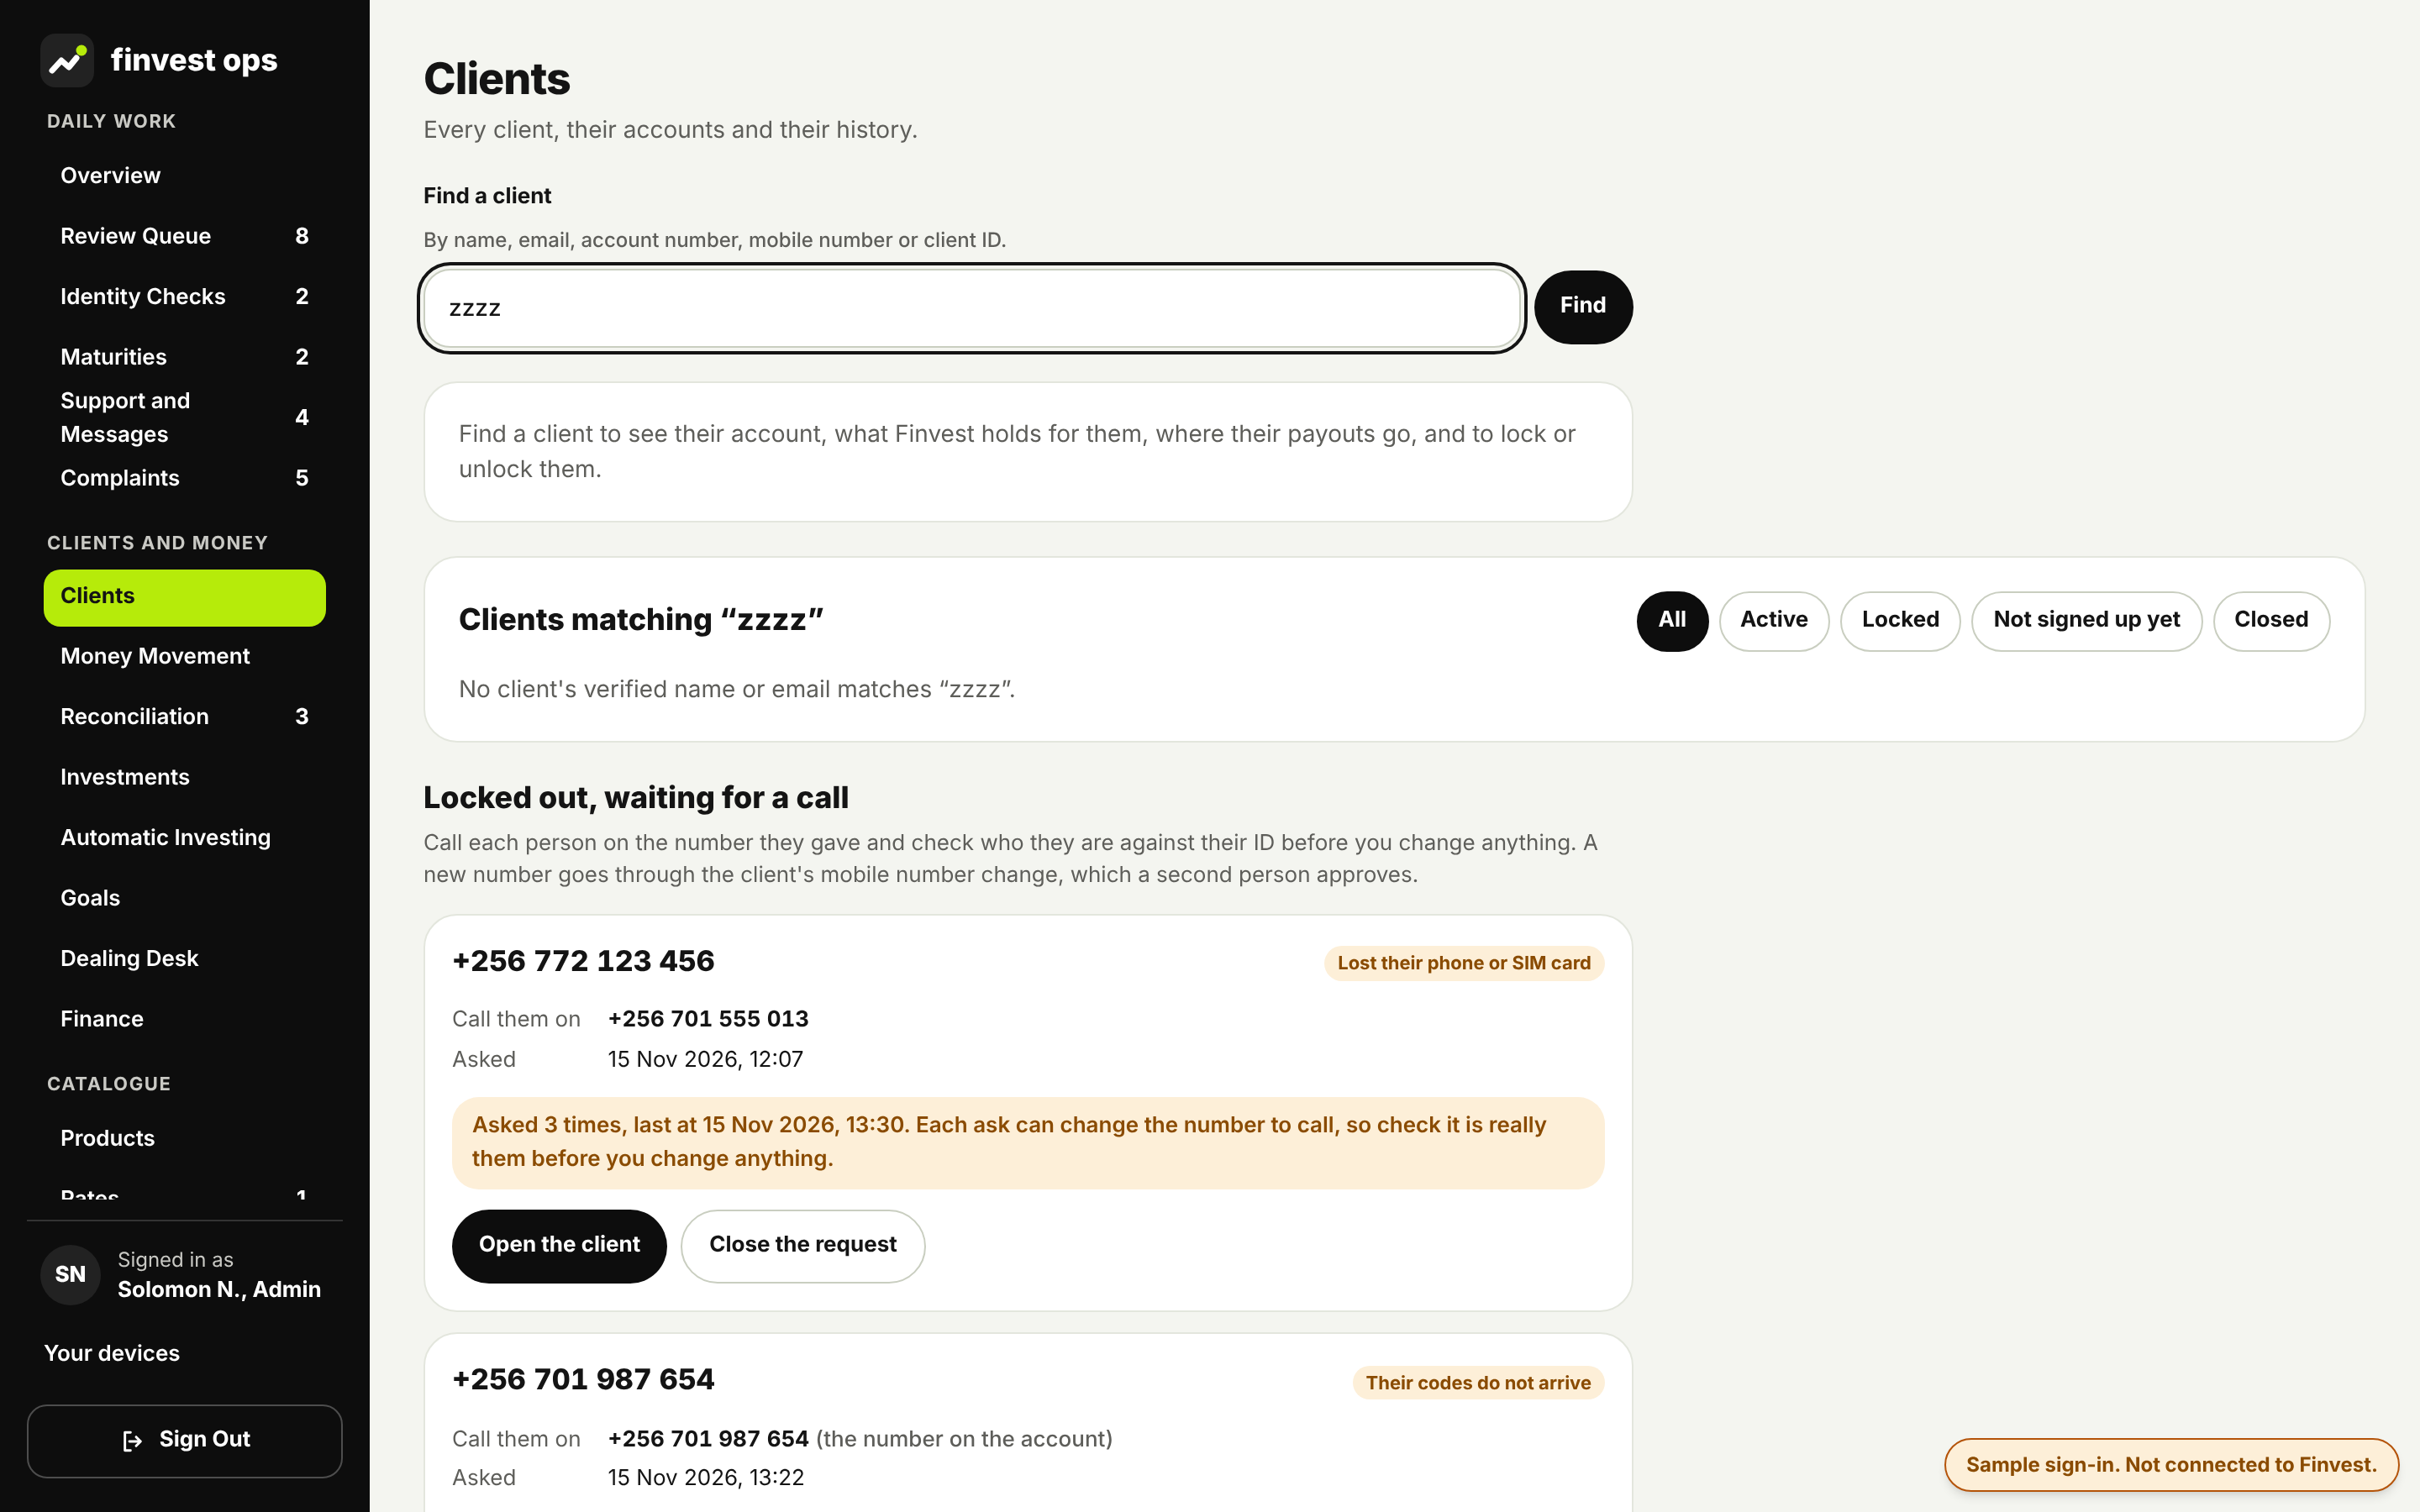 finvest ops
DAILY WORK
Overview
Review Queue 8
Identity Checks 2
Maturities 2
Support and
Messages 4
Complaints 5
CLIENTS AND MONEY
Clients
Money Movement
Reconciliation 3
Investments
Automatic Investing
Goals
Dealing Desk
Finance
CATALOGUE
Products
Rates 1
SN
Signed in as
Solomon N., Admin
Your devices
Sign Out
Clients
Every client, their accounts and their history.
Find a client
By name, email, account number, mobile number or client ID.
zzzz
Find
Find a client to see their account, what Finvest holds for them, where their payouts go, and to lock or
unlock them.
Clients matching “zzzz”
All Active Locked Not signed up yet Closed
No client's verified name or email matches “zzzz”.
Locked out, waiting for a call
Call each person on the number they gave and check who they are against their ID before you change anything. A
new number goes through the client's mobile number change, which a second person approves.
+256 772 123 456
Lost their phone or SIM card
Call them on +256 701 555 013
Asked 15 Nov 2026, 12:07
Asked 3 times, last at 15 Nov 2026, 13:30. Each ask can change the number to call, so check it is really
them before you change anything.
Open the client
Close the request
+256 701 987 654
Their codes do not arrive
Call them on +256 701 987 654 (the number on the account)
Asked 15 Nov 2026, 13:22
Sample sign-in. Not connected to Finvest.